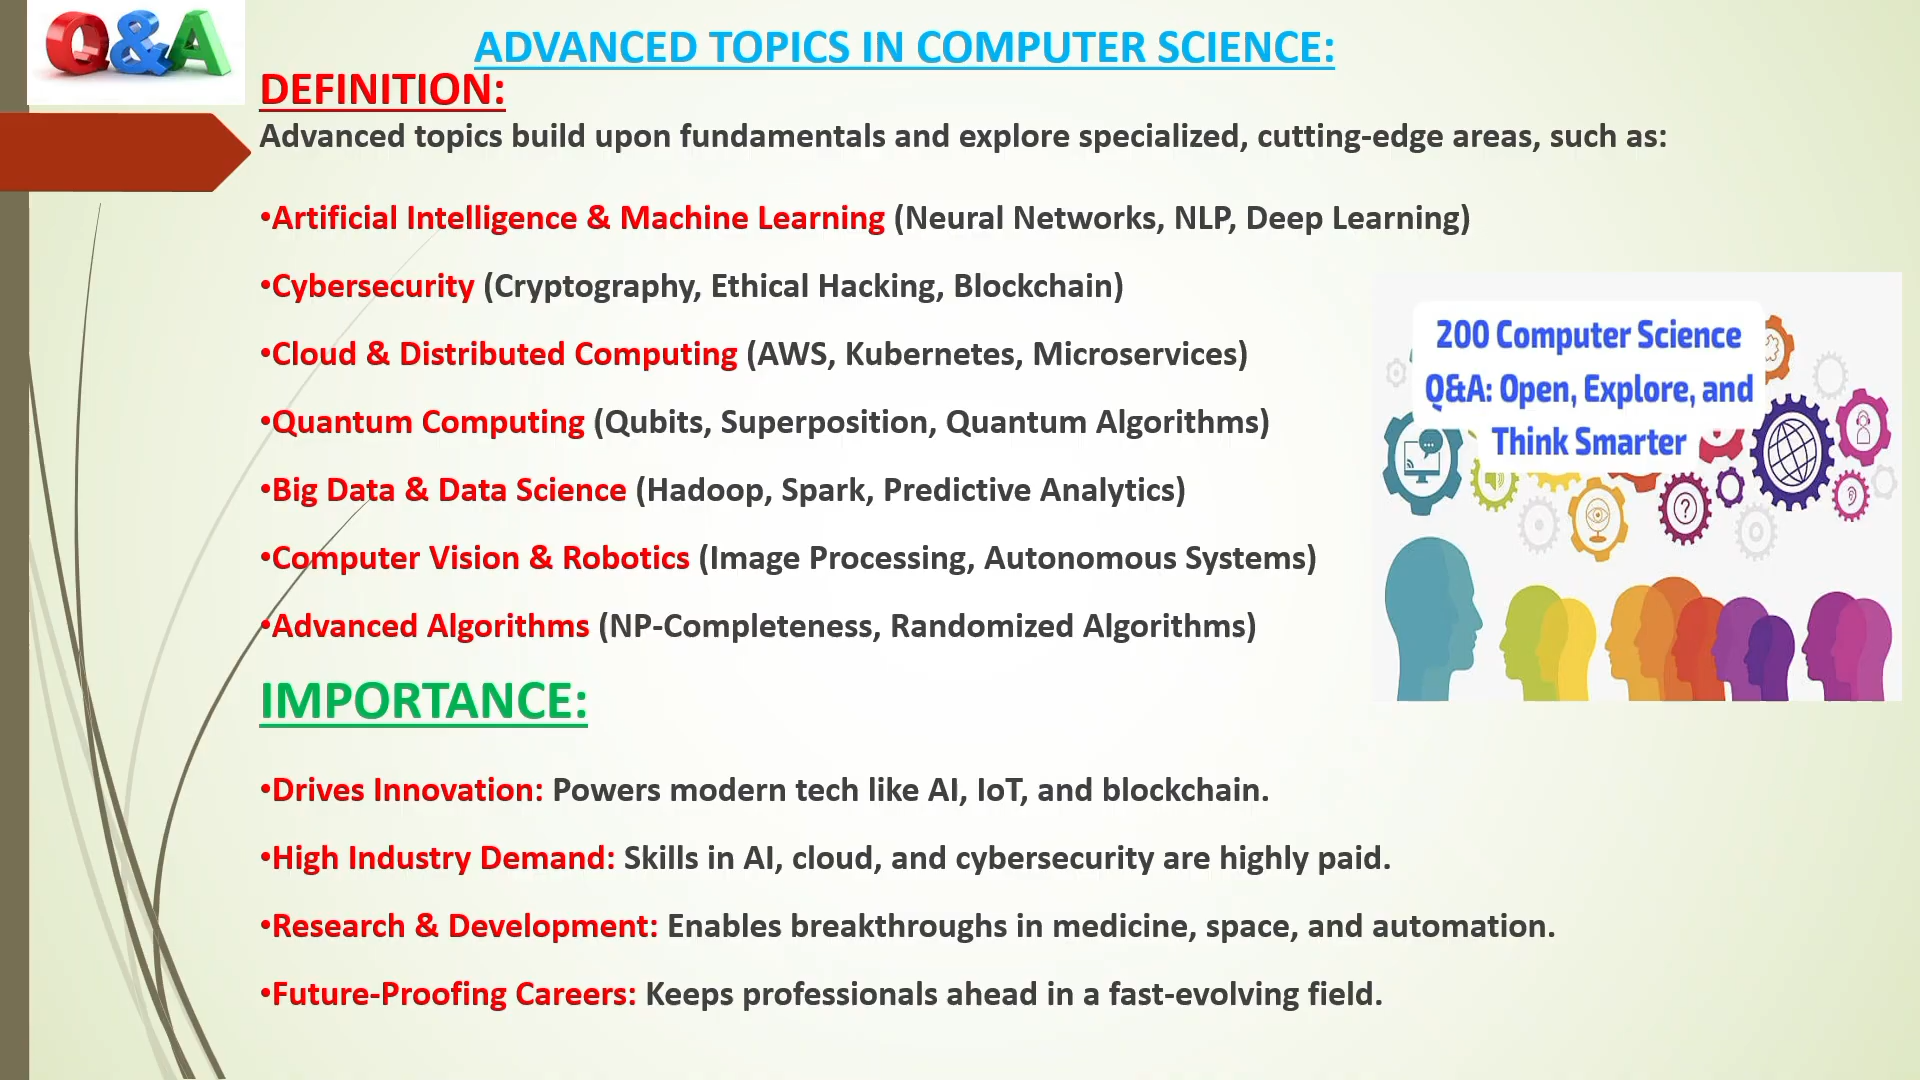 Q&A
ADVANCED TOPICS IN COMPUTER SCIENCE:
DEFINITION:
Advanced topics build upon fundamentals and explore specialized, cutting-edge areas, such as:
•Artificial Intelligence & Machine Learning (Neural Networks, NLP, Deep Learning)
•Cybersecurity (Cryptography, Ethical Hacking, Blockchain)
•Cloud & Distributed Computing (AWS, Kubernetes, Microservices)
•Quantum Computing (Qubits, Superposition, Quantum Algorithms)
•Big Data & Data Science (Hadoop, Spark, Predictive Analytics)
•Computer Vision & Robotics (Image Processing, Autonomous Systems)
•Advanced Algorithms (NP-Completeness, Randomized Algorithms)
200 Computer Science
Q&A: Open, Explore, and
Think Smarter
?
IMPORTANCE:
•Drives Innovation: Powers modern tech like AI, IoT, and blockchain.
•High Industry Demand: Skills in AI, cloud, and cybersecurity are highly paid.
•Research & Development: Enables breakthroughs in medicine, space, and automation.
•Future-Proofing Careers: Keeps professionals ahead in a fast-evolving field.